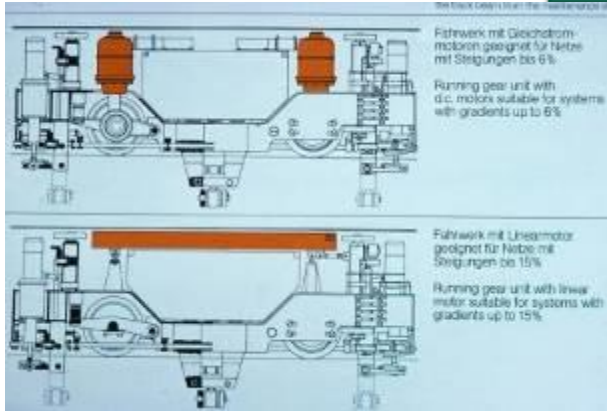 Fahrwerk mit Gleichstrom-
motoren geeignet für Netze
mit Steigungen bis 6%
Running gear unit with
d.c. motors suitable for systems
with gradients up to 6%
Fahrwerk mit Linearmotor
geeignet für Netze mit
Steigungen bis 15%
Running gear unit with linear
motor suitable for systems with
gradients up to 15%